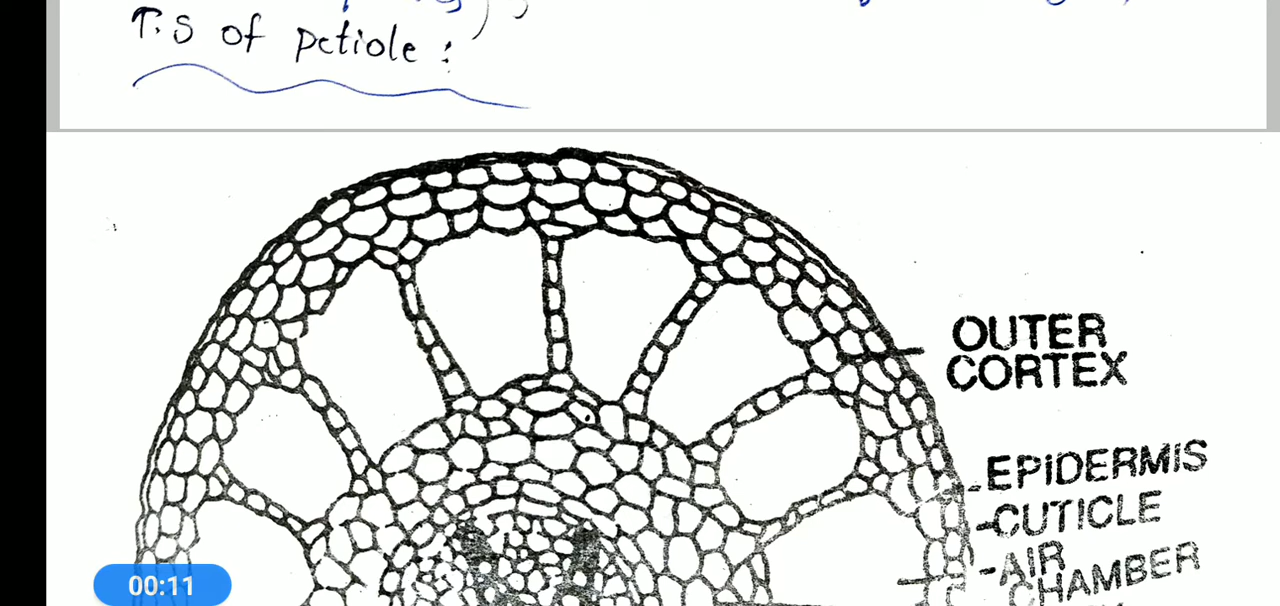 T.S of petiole :
OUTER
CORTEX
EPIDERMIS
CUTICLE
AIR
CHAMBER
00:11